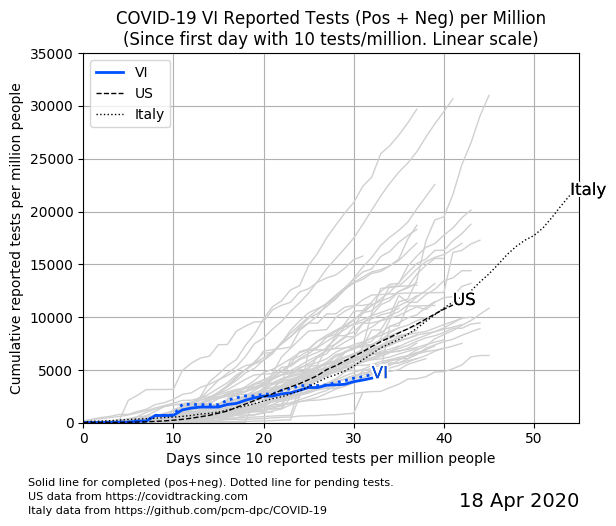 COVID-19 VI Reported Tests (Pos + Neg) per Million
(Since first day with 10 tests/million. Linear scale)
Cumulative reported tests per million people
35000
30000
25000
20000
15000
10000
5000
0
VI
US
Italy
Italy
US
VI
0 10 20 30 40 50
Days since 10 reported tests per million people
Solid line for completed (pos+neg). Dotted line for pending tests.
US data from https://covidtracking.com
Italy data from https://github.com/pcm-dpc/COVID-19
18 Apr 2020